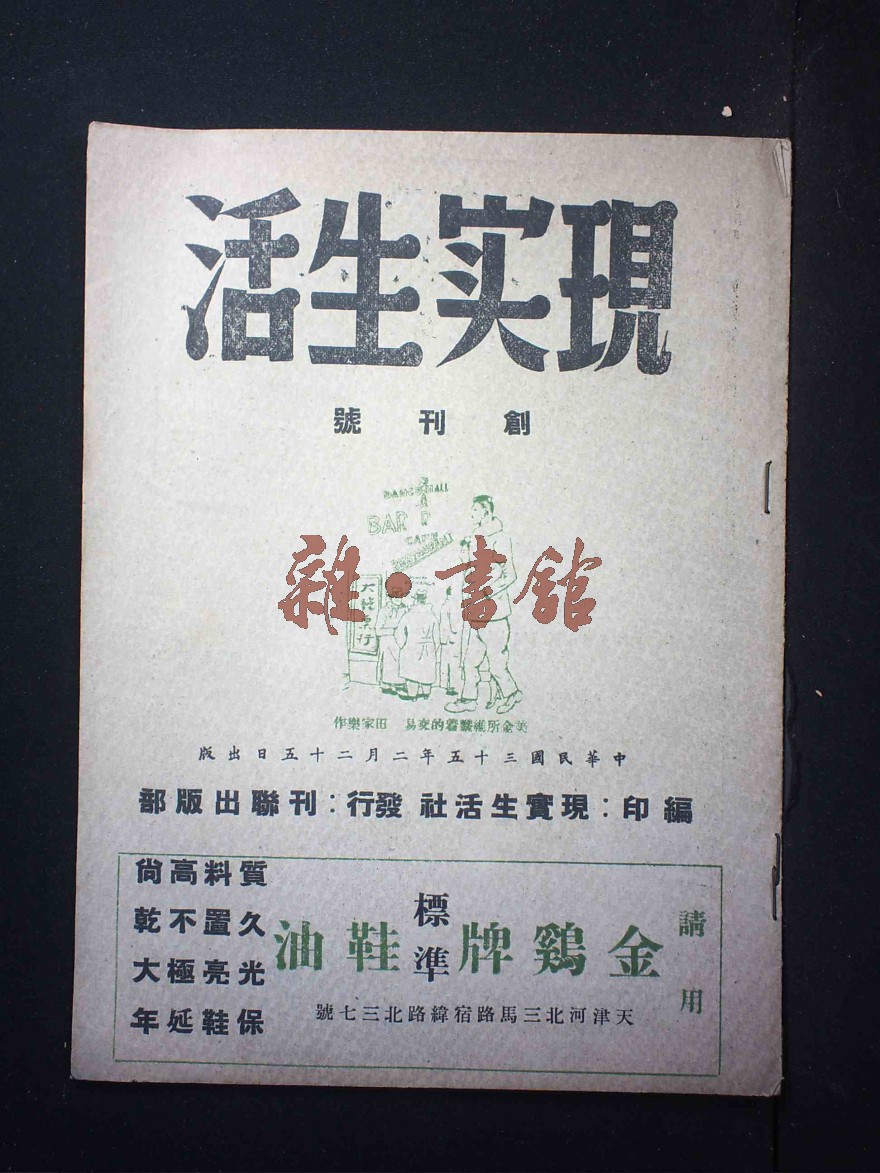 現实生活
創刊號
DANCE HALL
BAR
CAFE
雜·書館
美金所維繫着的交易 田家樂作
中華民國三十五年二月二十五日出版
編印：現實生活社 發行：刊聯出版部
請用
金鷄牌標準鞋油
天津河北三馬路宿緯路北三七號
質料高尙
久置不乾
光亮極大
保鞋延年